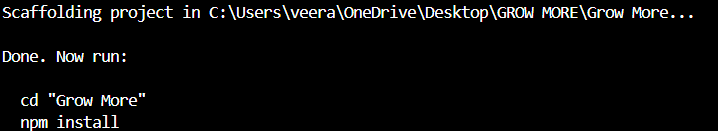 Scaffolding project in C:\Users\veera\OneDrive\Desktop\GROW MORE\Grow More...
Done. Now run:
cd "Grow More"
npm install